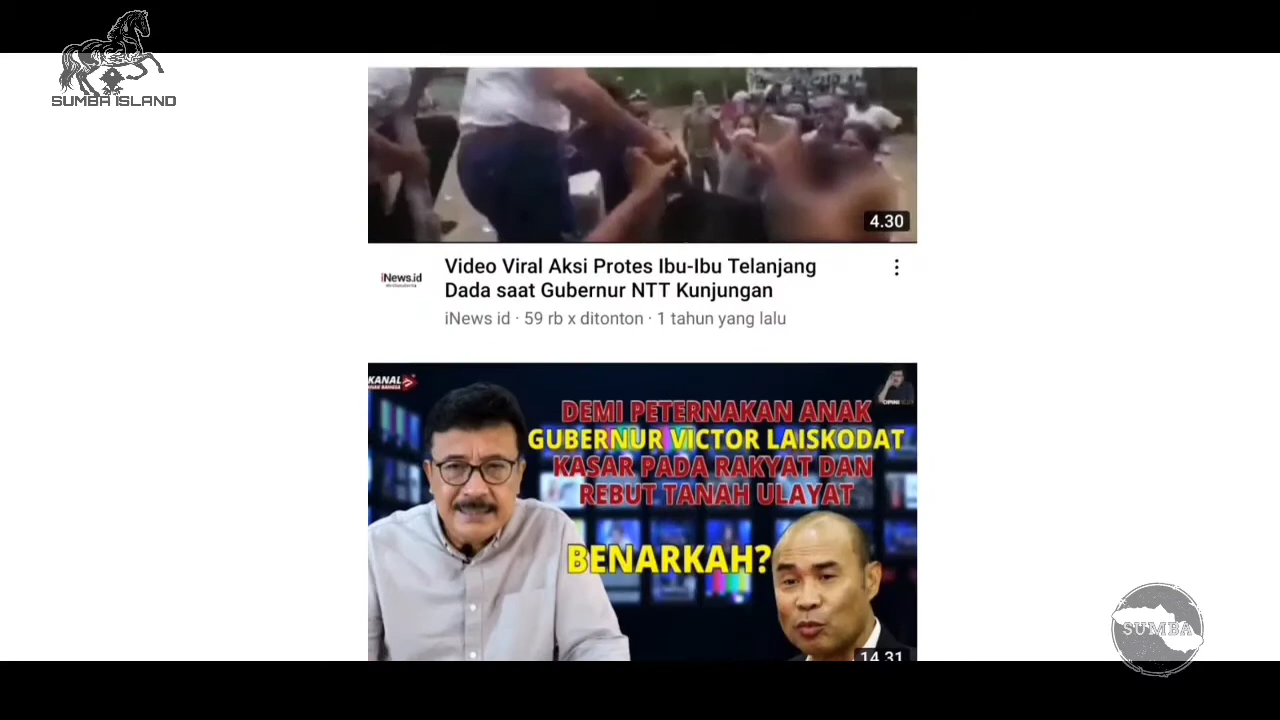 SUMBA ISLAND
4.30
iNews.id
Video Viral Aksi Protes Ibu-Ibu Telanjang
Dada saat Gubernur NTT Kunjungan
iNews id · 59 rb x ditonton · 1 tahun yang lalu
KANAL
ANAK BANGSA
DEMI PETERNAKAN ANAK
GUBERNUR VICTOR LAISKODAT
KASAR PADA RAKYAT DAN
REBUT TANAH ULAYAT
BENARKAH?
14.31
SUMBA